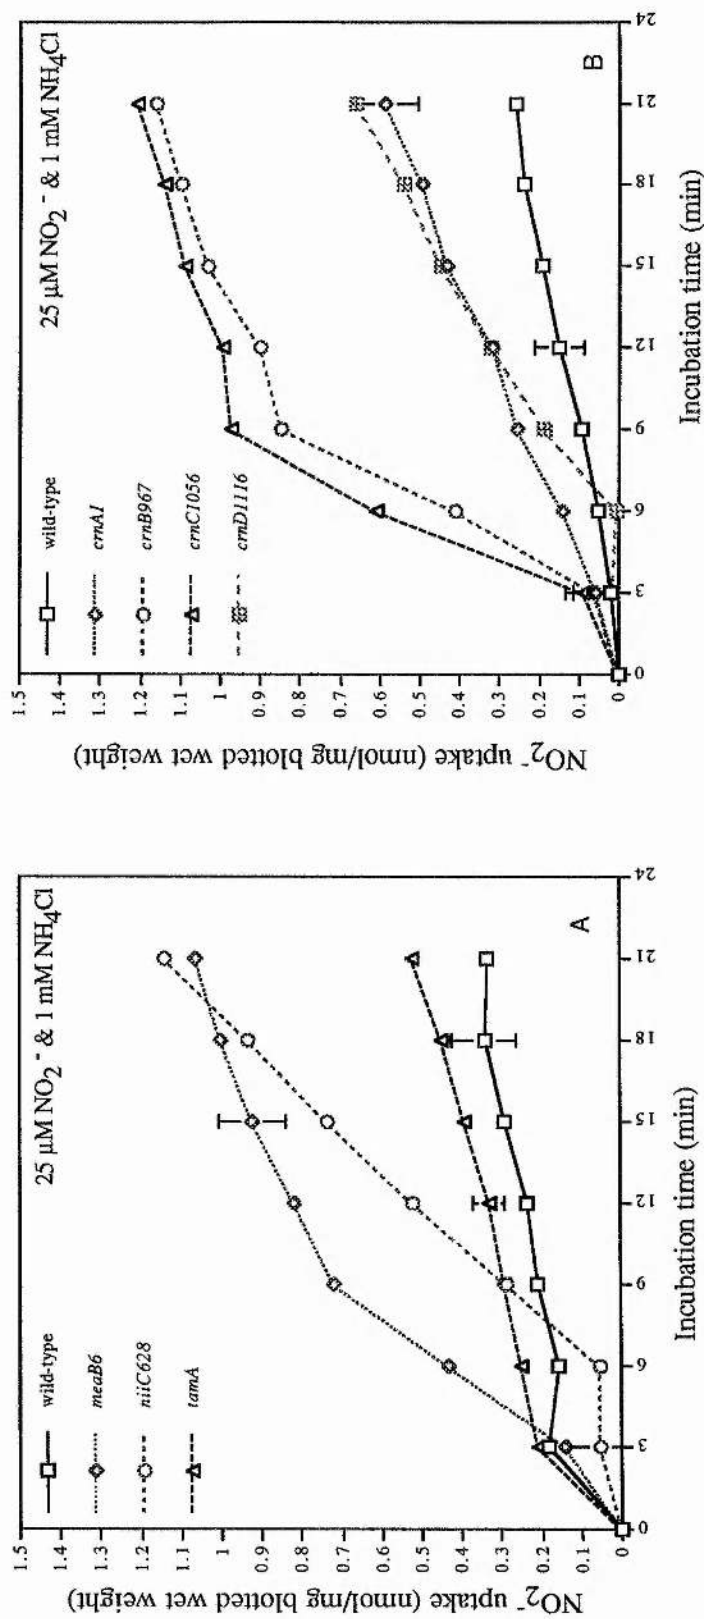 NO2⁻ uptake (nmol/mg blotted wet weight)
1.5
1.4
1.3
1.2
1.1
1
0.9
0.8
0.7
0.6
0.5
0.4
0.3
0.2
0.1
0
wild-type
meaB6
niiC628
tamA
25 µM NO2⁻ & 1 mM NH4Cl
A
0
3
6
9
12
15
18
21
24
Incubation time (min)
NO2⁻ uptake (nmol/mg blotted wet weight)
1.5
1.4
1.3
1.2
1.1
1
0.9
0.8
0.7
0.6
0.5
0.4
0.3
0.2
0.1
0
wild-type
crnA1
crnB967
crnC1056
crnD1116
25 µM NO2⁻ & 1 mM NH4Cl
B
0
3
6
9
12
15
18
21
24
Incubation time (min)